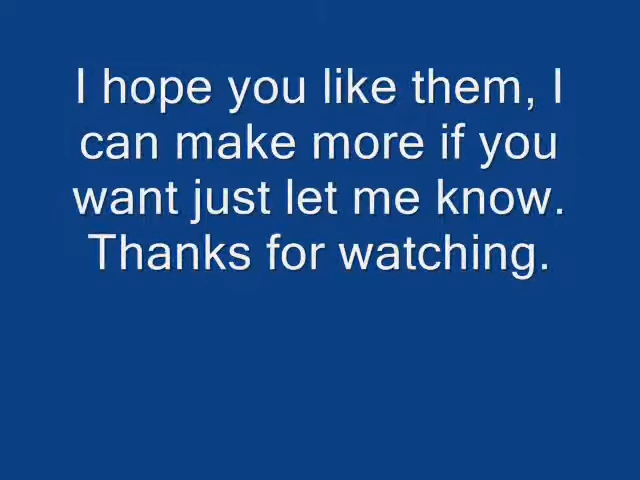 I hope you like them, I
can make more if you
want just let me know.
Thanks for watching.